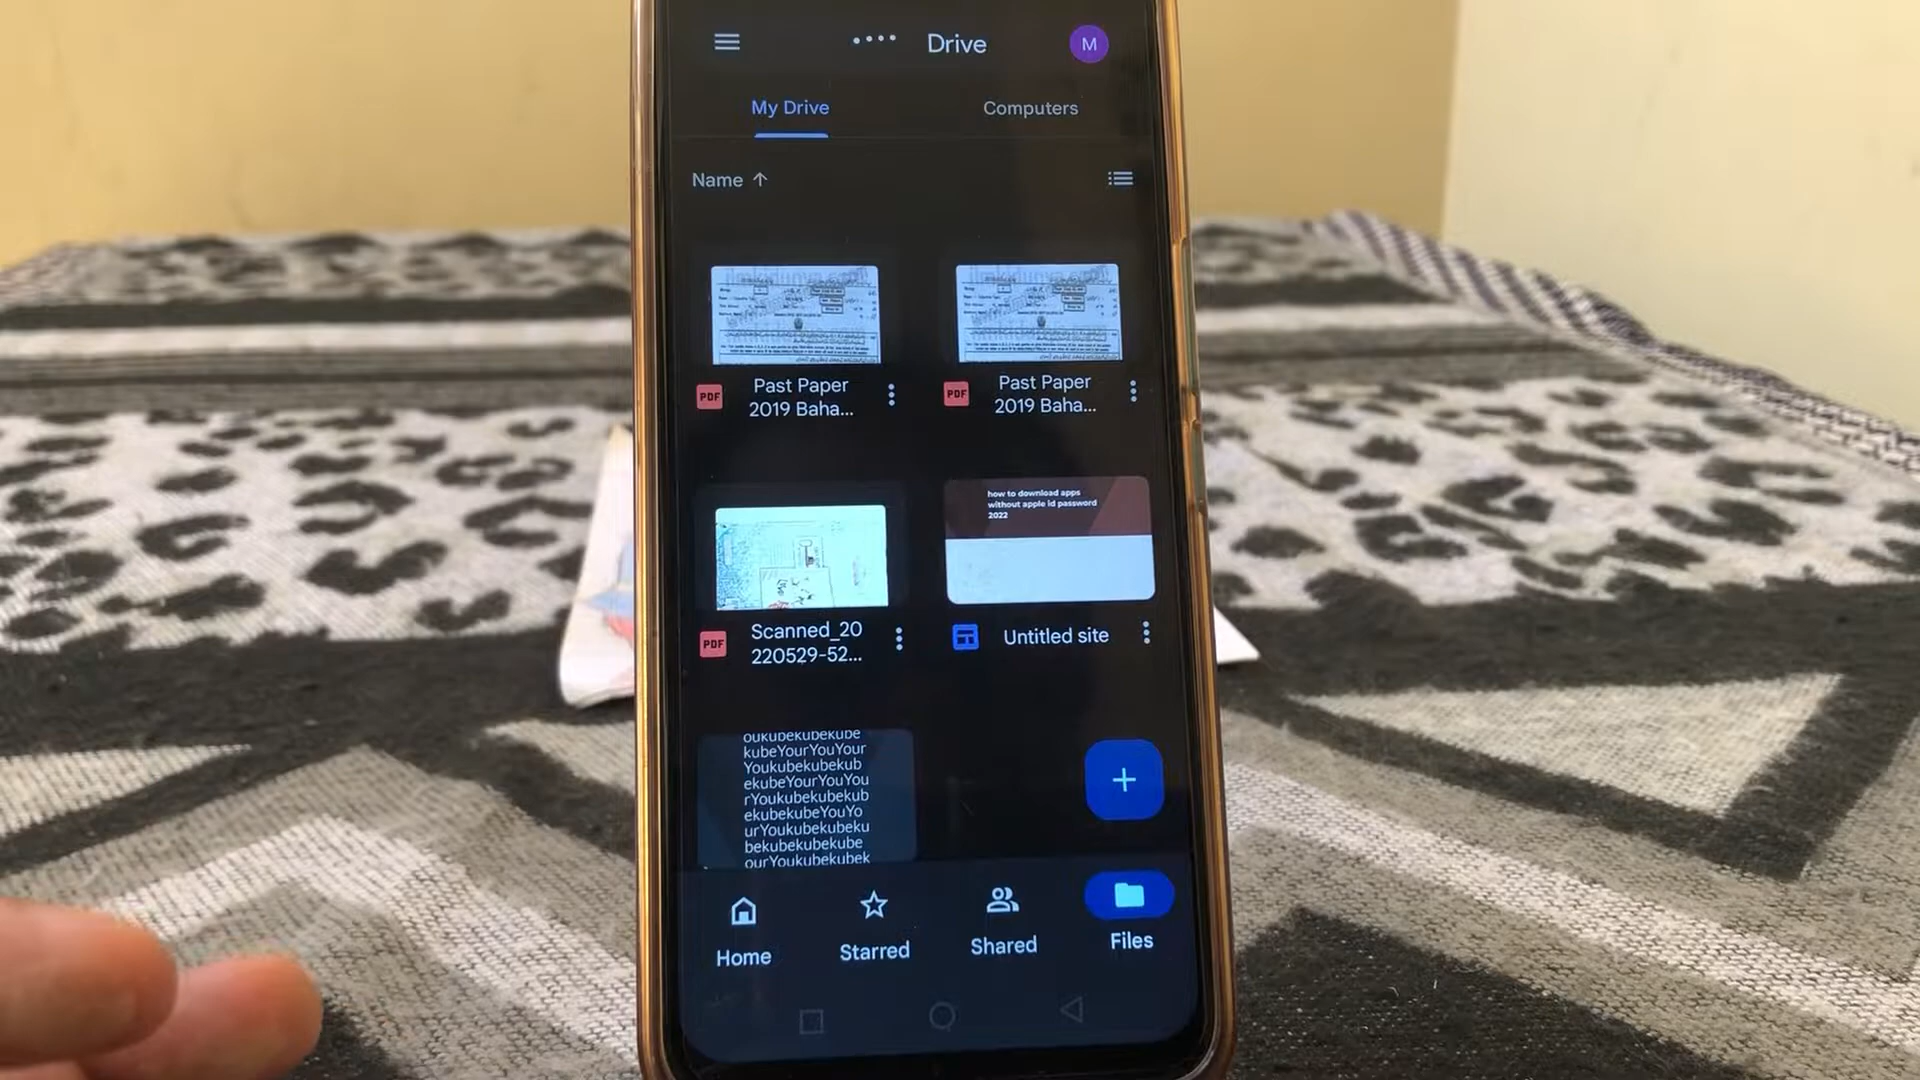 Drive
M
My Drive
Computers
Name
PDF
Past Paper
2019 Baha...
PDF
Past Paper
2019 Baha...
how to download apps
without apple id password
2022
PDF
Scanned_20
220529-52...
Untitled site
oukubekubekube
kubeYourYouYour
Youkubekubekub
ekubeYourYouYou
rYoukubekubekub
ekubekubeYouYo
urYoukubekubeku
bekubekubekube
ourYoukubekubek
Home
Starred
Shared
Files